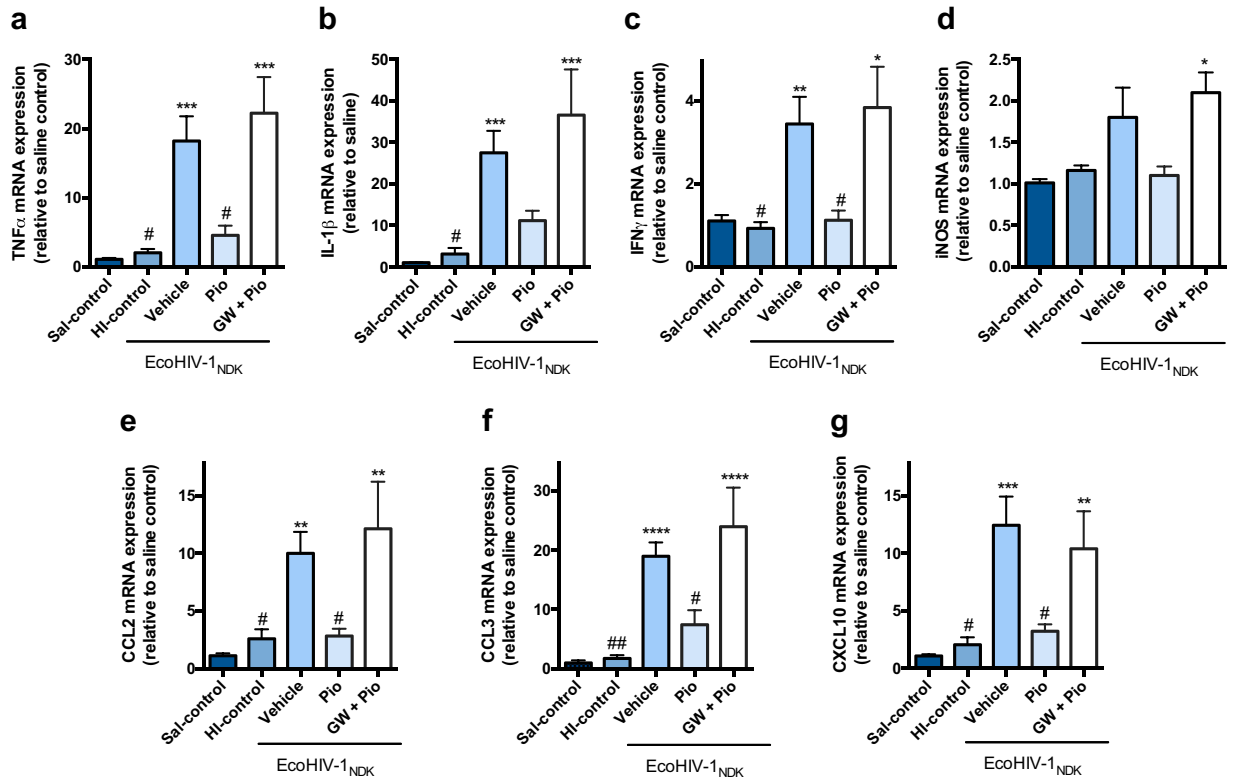 a
TNFα mRNA expression
(relative to saline control)
30
20
10
0
#
***
#
***
Sal-control
HI-control
Vehicle
Pio
GW + Pio
EcoHIV-1NDK
b
IL-1β mRNA expression
(relative to saline)
50
40
30
20
10
0
#
***
***
Sal-control
HI-control
Vehicle
Pio
GW + Pio
EcoHIV-1NDK
c
IFNγ mRNA expression
(relative to saline control)
4
2
0
#
**
#
*
Sal-control
HI-control
Vehicle
Pio
GW + Pio
EcoHIV-1NDK
d
iNOS mRNA expression
(relative to saline control)
2.5
2.0
1.5
1.0
0.5
0.0
*
Sal-control
HI-control
Vehicle
Pio
GW + Pio
EcoHIV-1NDK
e
CCL2 mRNA expression
(relative to saline control)
15
10
5
0
#
**
#
**
Sal-control
HI-control
Vehicle
Pio
GW + Pio
EcoHIV-1NDK
f
CCL3 mRNA expression
(relative to saline control)
30
20
10
0
##
****
#
****
Sal-control
HI-control
Vehicle
Pio
GW + Pio
EcoHIV-1NDK
g
CXCL10 mRNA expression
(relative to saline control)
15
10
5
0
#
***
#
**
Sal-control
HI-control
Vehicle
Pio
GW + Pio
EcoHIV-1NDK